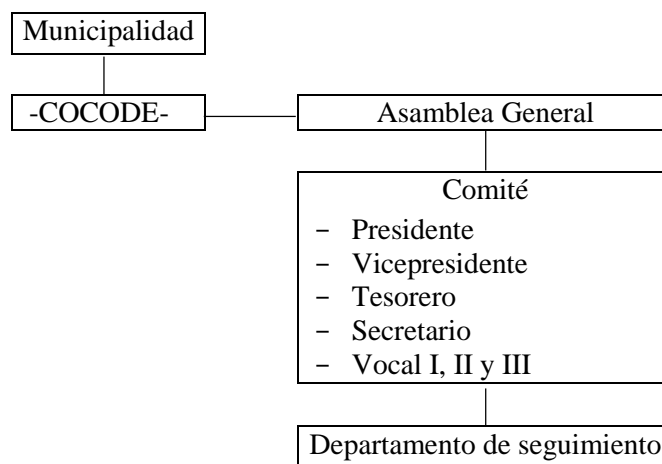 Municipalidad
-COCODE-
Asamblea General
Comité
- Presidente
- Vicepresidente
- Tesorero
- Secretario
- Vocal I, II y III
Departamento de seguimiento